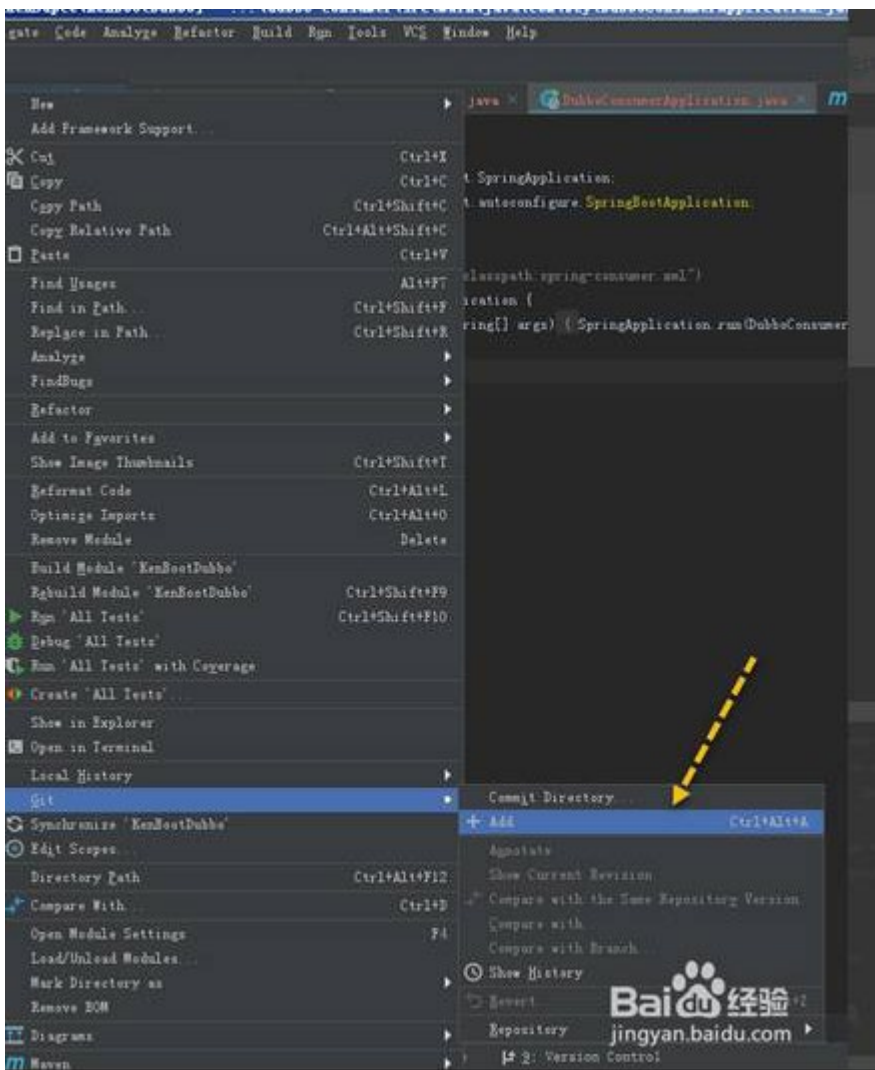 gate Code Analyze Refactor Build Run Tools VCS Window Help
java DubboConsumerApplication.java m
New
Add Framework Support...
Cut Ctrl+X
t SpringApplication;
Copy Ctrl+C
t autoconfigure.SpringBootApplication;
Copy Path Ctrl+Shift+C
Copy Relative Path Ctrl+Alt+Shift+C
Paste Ctrl+V
classpath:spring-consumer.xml")
Find Usages Alt+F7
ication {
Find in Path... Ctrl+Shift+F
ring[] args) { SpringApplication.run(DubboConsumer
Replace in Path... Ctrl+Shift+R
Analyze
FindBugs
Refactor
Add to Favorites
Show Image Thumbnails Ctrl+Shift+T
Reformat Code Ctrl+Alt+L
Optimize Imports Ctrl+Alt+O
Remove Module Delete
Build Module 'KenBootDubbo'
Rebuild Module 'KenBootDubbo' Ctrl+Shift+F9
Run 'All Tests' Ctrl+Shift+F10
Debug 'All Tests'
Run 'All Tests' with Coverage
Create 'All Tests'...
Show in Explorer
Open in Terminal
Local History
Git
Synchronize 'KenBootDubbo'
Edit Scopes...
Directory Path Ctrl+Alt+F12
Compare With... Ctrl+D
Open Module Settings F4
Load/Unload Modules...
Mark Directory as
Remove BOM
Diagrams
Maven
Commit Directory...
Add Ctrl+Alt+A
Annotate
Show Current Revision
Compare with the Same Repository Version
Compare with...
Compare with Branch...
Show History
Revert...
Repository
9: Version Control
Baidu经验
jingyan.baidu.com